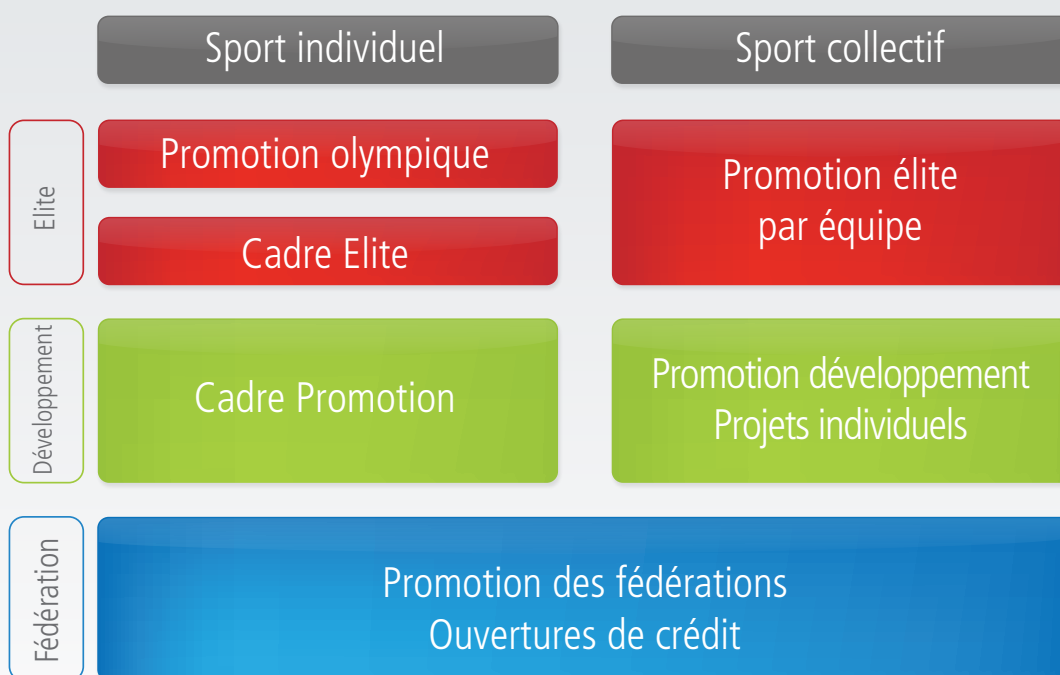 Sport individuel
Sport collectif
Elite
Promotion olympique
Cadre Elite
Promotion élite
par équipe
Développement
Cadre Promotion
Promotion développement
Projets individuels
Fédération
Promotion des fédérations
Ouvertures de crédit